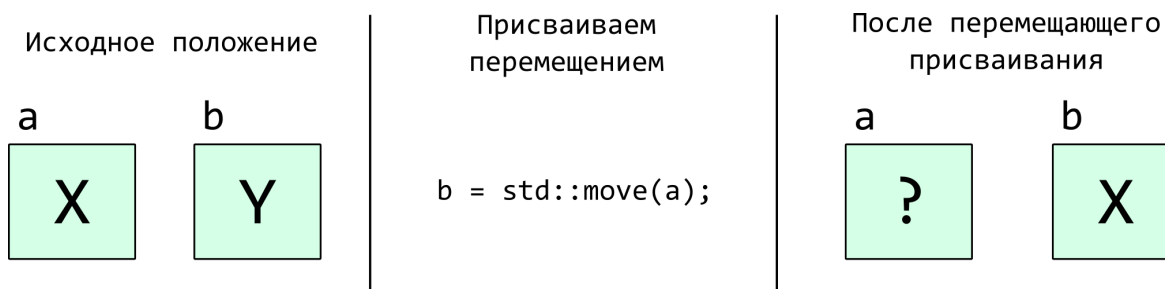 Исходное положение
a
b
X
Y
Присваиваем
перемещением
b = std::move(a);
После перемещающего
присваивания
a
b
?
X